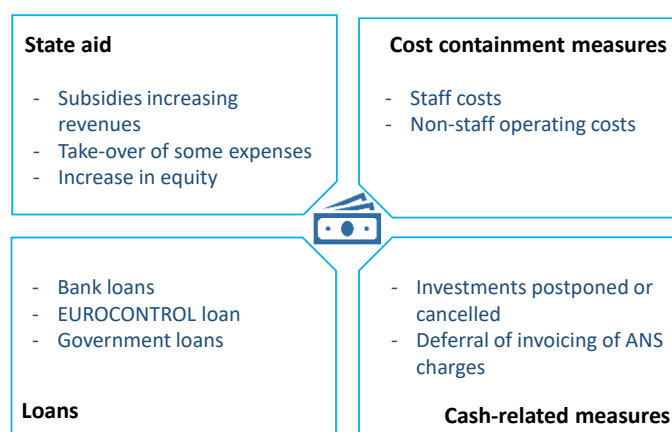 State aid
- Subsidies increasing
revenues
- Take-over of some expenses
- Increase in equity
Cost containment measures
- Staff costs
- Non-staff operating costs
- Bank loans
- EUROCONTROL loan
- Government loans
Loans
- Investments postponed or
cancelled
- Deferral of invoicing of ANS
charges
Cash-related measures